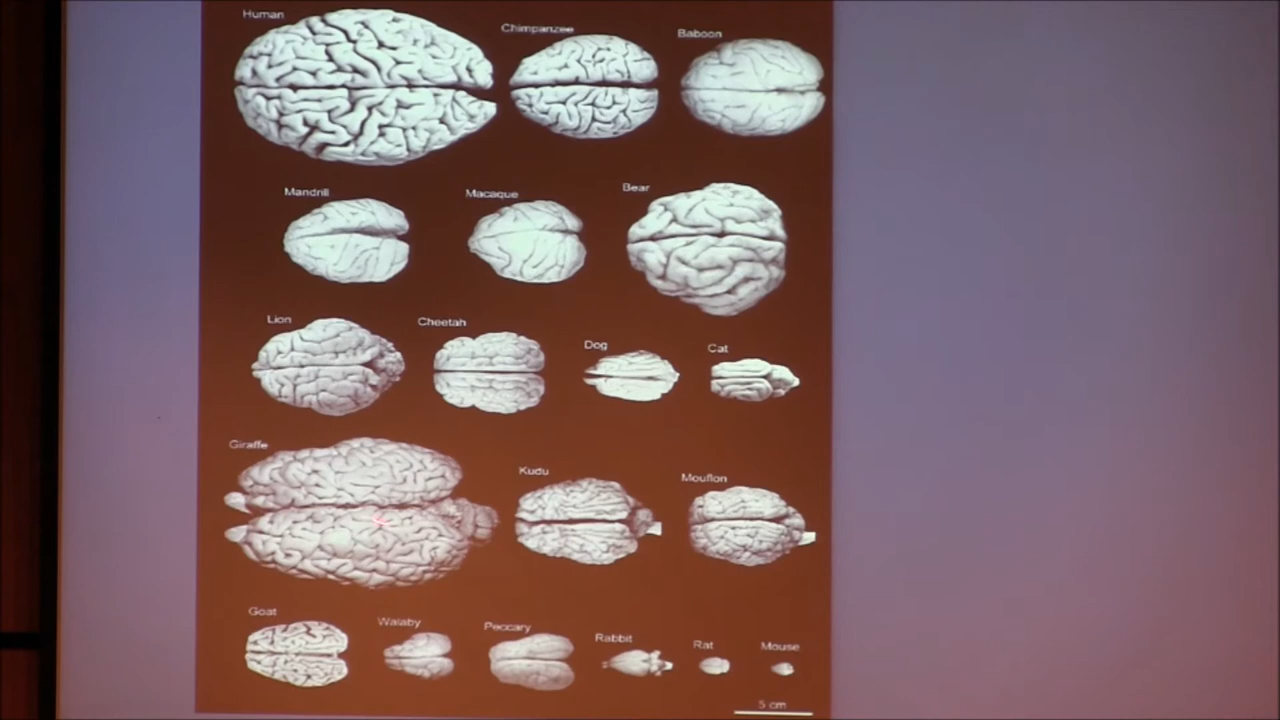 Human
Chimpanzee
Baboon
Mandrill
Macaque
Bear
Lion
Cheetah
Dog
Cat
Giraffe
Kudu
Mouflon
Goat
Walaby
Peccary
Rabbit
Rat
Mouse
5 cm